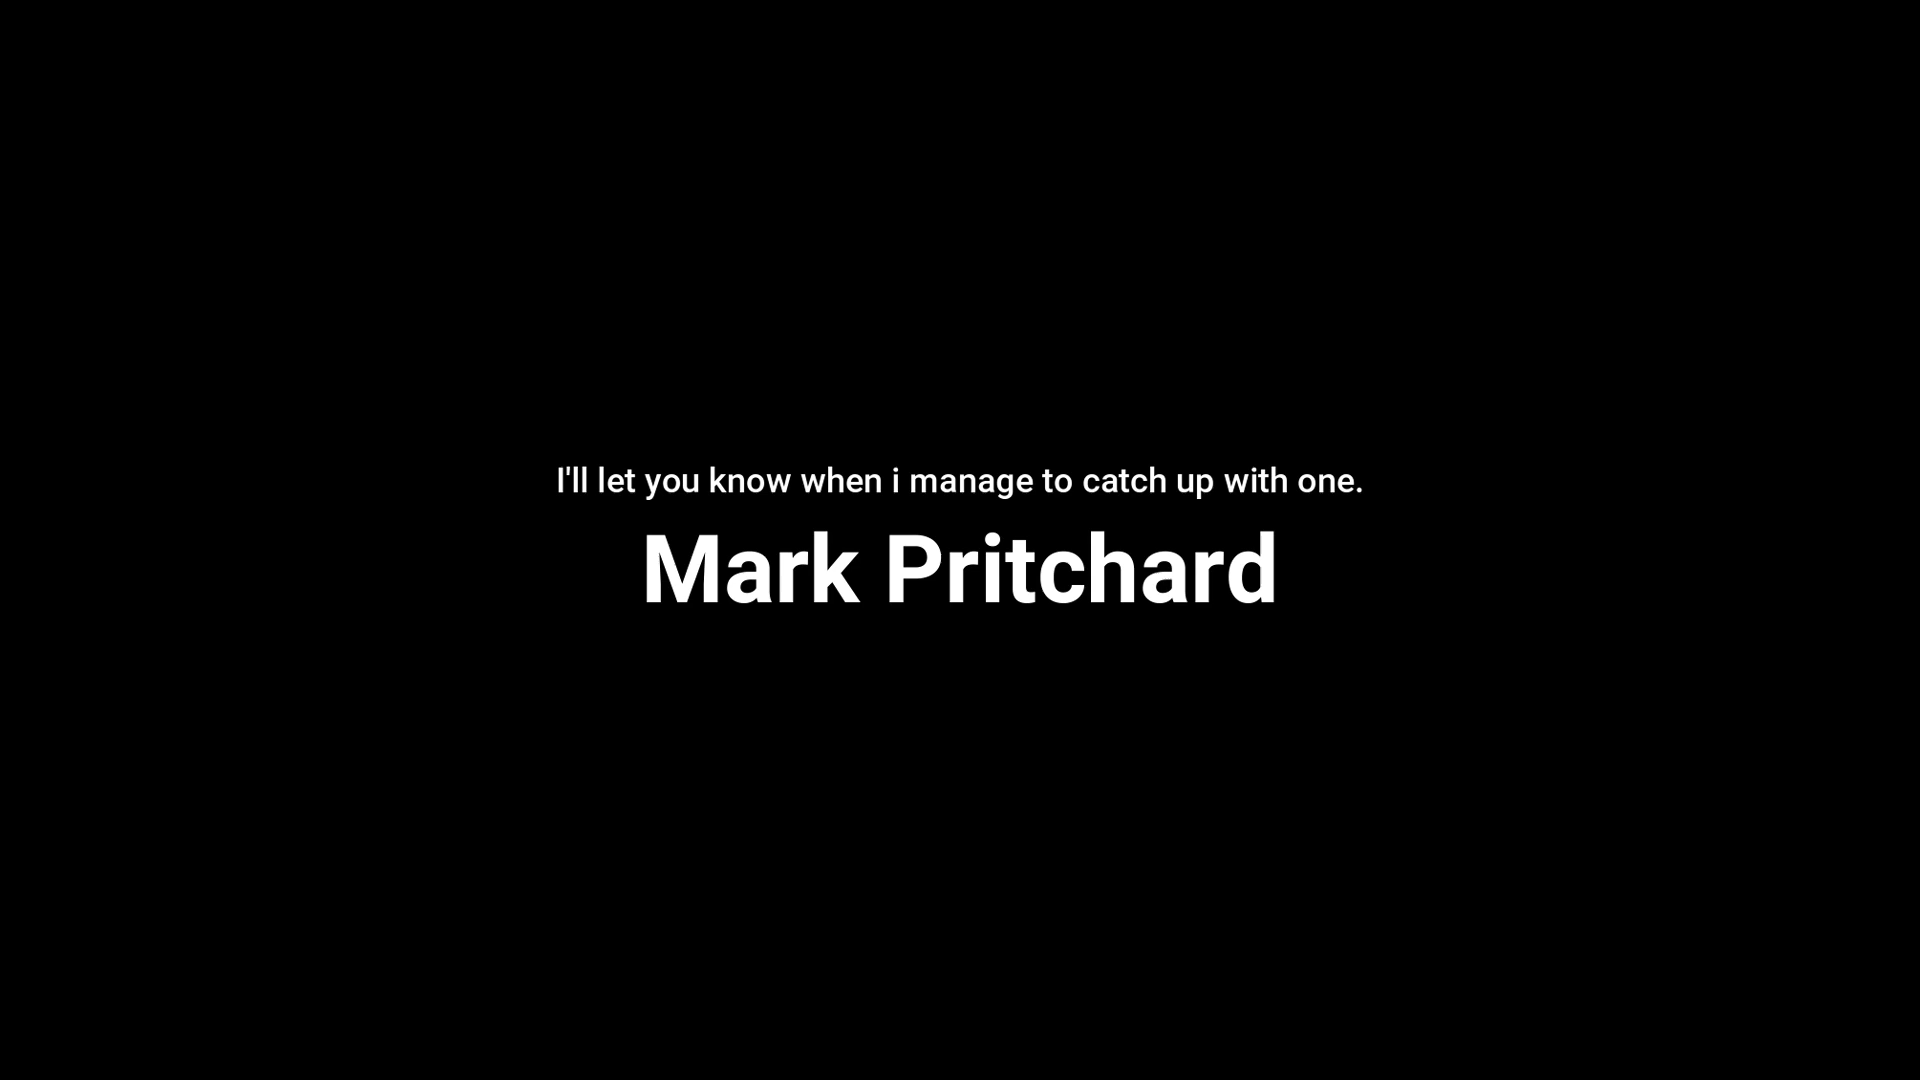 I'll let you know when i manage to catch up with one.
Mark Pritchard